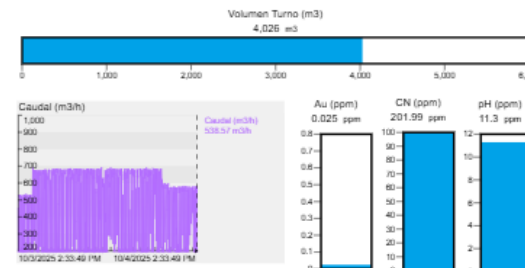 Volumen Turno (m3)
4,026 m3
0 1,000 2,000 3,000 4,000 5,000
Caudal (m3/h)
1,000
900
800
700
600
500
400
300
200
10/3/2025 2:33:49 PM 10/4/2025 2:33:49 PM
Caudal (m3/h)
538.57 m3/h
Au (ppm)
0.025 ppm
0.8
0.7
0.6
0.5
0.4
0.3
0.2
0.1
CN (ppm)
201.99 ppm
100
90
80
70
60
50
40
30
20
10
pH (ppm)
11.3 ppm
12
10
8
6
4
2